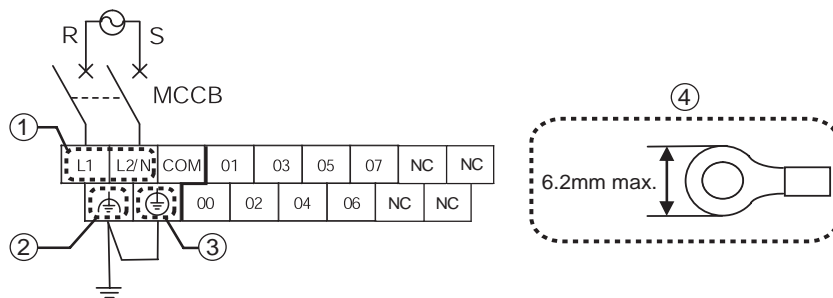 R S
MCCB
①
④
L1 L2/N COM 01 03 05 07 NC NC
6.2mm max.
00 02 04 06 NC NC
② ③